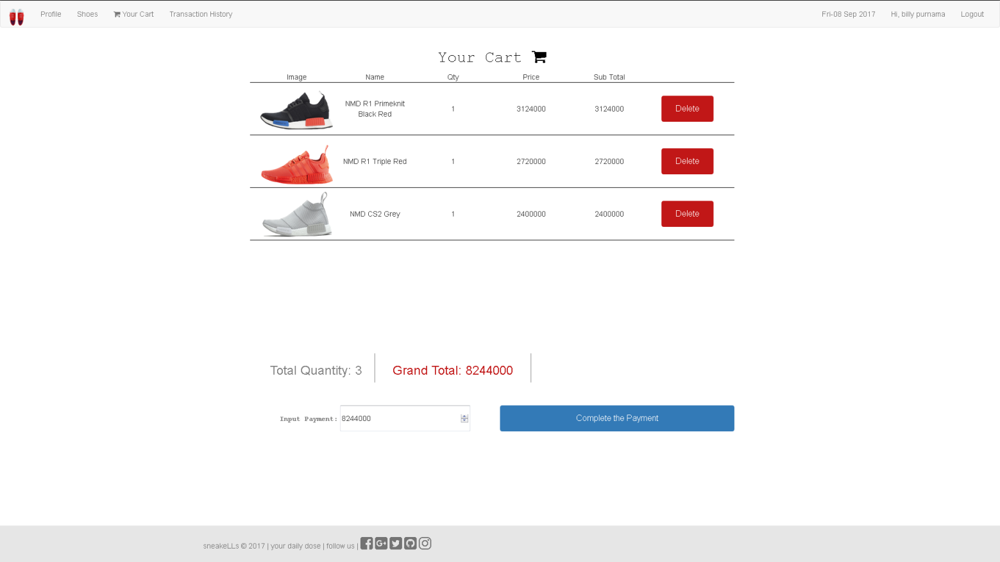 Profile Shoes Your Cart Transaction History Fri-08 Sep 2017 Hi, billy purnama Logout
Your Cart
Image Name Qty Price Sub Total
NMD R1 Primeknit
Black Red 1 3124000 3124000 Delete
NMD R1 Triple Red 1 2720000 2720000 Delete
NMD CS2 Grey 1 2400000 2400000 Delete
Total Quantity: 3 Grand Total: 8244000
Input Payment: 8244000 Complete the Payment
sneakeLLs © 2017 | your daily dose | follow us |